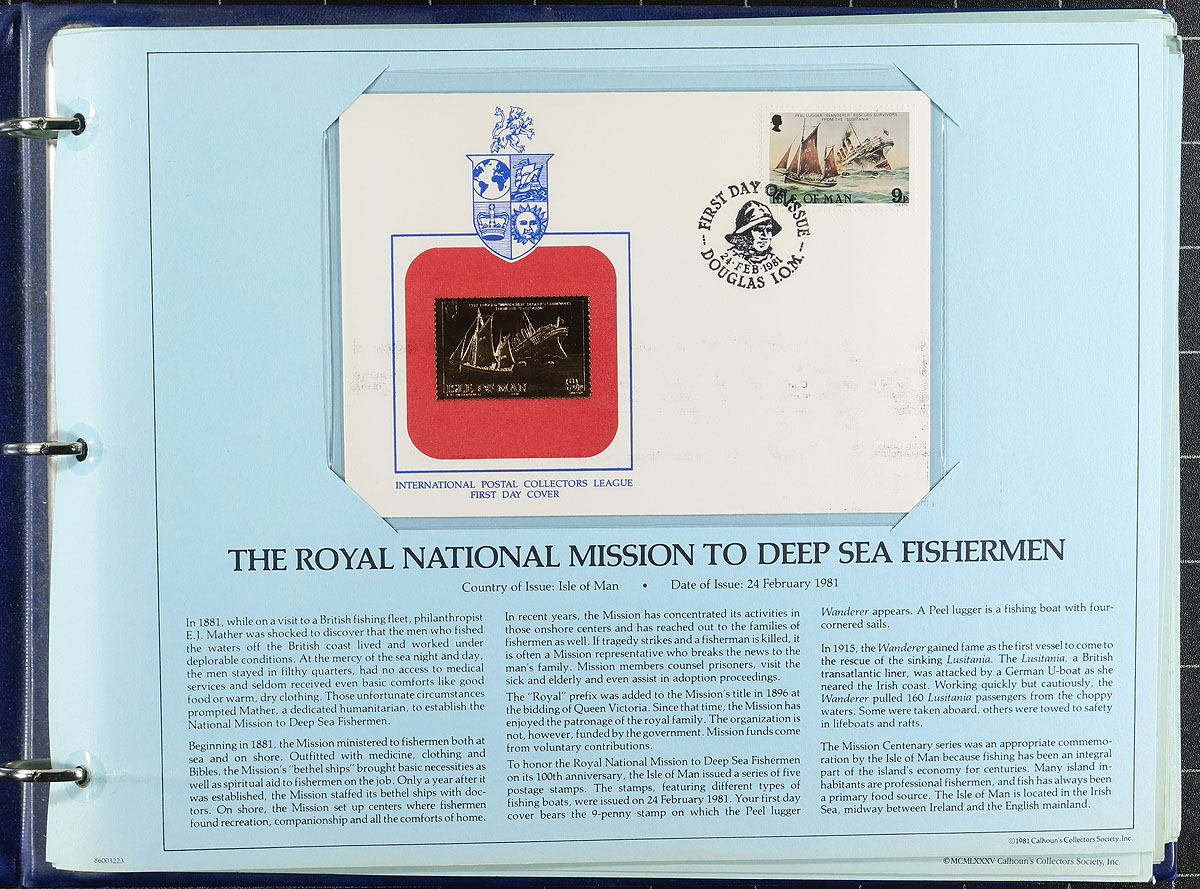 PEEL LUGGER "WANDERER" RESCUES SURVIVORS
FROM THE 'LUSITANIA'
ISLE OF MAN 9P
FIRST DAY OF ISSUE
24·FEB·1981
DOUGLAS I.O.M.
ISLE OF MAN 9P
INTERNATIONAL POSTAL COLLECTORS LEAGUE
FIRST DAY COVER
THE ROYAL NATIONAL MISSION TO DEEP SEA FISHERMEN
Country of Issue: Isle of Man • Date of Issue: 24 February 1981
In 1881, while on a visit to a British fishing fleet, philanthropist
E.J. Mather was shocked to discover that the men who fished
the waters off the British coast lived and worked under
deplorable conditions. At the mercy of the sea night and day,
the men stayed in filthy quarters, had no access to medical
services and seldom received even basic comforts like good
food or warm, dry clothing. Those unfortunate circumstances
prompted Mather, a dedicated humanitarian, to establish the
National Mission to Deep Sea Fishermen.
Beginning in 1881, the Mission ministered to fishermen both at
sea and on shore. Outfitted with medicine, clothing and
Bibles, the Mission's "bethel ships" brought basic necessities as
well as spiritual aid to fishermen on the job. Only a year after it
was established, the Mission staffed its bethel ships with doc-
tors. On shore, the Mission set up centers where fishermen
found recreation, companionship and all the comforts of home.
In recent years, the Mission has concentrated its activities in
those onshore centers and has reached out to the families of
fishermen as well. If tragedy strikes and a fisherman is killed, it
is often a Mission representative who breaks the news to the
man's family. Mission members counsel prisoners, visit the
sick and elderly and even assist in adoption proceedings.
The "Royal" prefix was added to the Mission's title in 1896 at
the bidding of Queen Victoria. Since that time, the Mission has
enjoyed the patronage of the royal family. The organization is
not, however, funded by the government. Mission funds come
from voluntary contributions.
To honor the Royal National Mission to Deep Sea Fishermen
on its 100th anniversary, the Isle of Man issued a series of five
postage stamps. The stamps, featuring different types of
fishing boats, were issued on 24 February 1981. Your first day
cover bears the 9-penny stamp on which the Peel lugger
Wanderer appears. A Peel lugger is a fishing boat with four-
cornered sails.
In 1915, the Wanderer gained fame as the first vessel to come to
the rescue of the sinking Lusitania. The Lusitania, a British
transatlantic liner, was attacked by a German U-boat as she
neared the Irish coast. Working quickly but cautiously, the
Wanderer pulled 160 Lusitania passengers from the choppy
waters. Some were taken aboard, others were towed to safety
in lifeboats and rafts.
The Mission Centenary series was an appropriate commemo-
ration by the Isle of Man because fishing has been an integral
part of the island's economy for centuries. Many island in-
habitants are professional fishermen, and fish has always been
a primary food source. The Isle of Man is located in the Irish
Sea, midway between Ireland and the English mainland.
©1981 Calhoun's Collectors Society, Inc.
86003223
©MCMLXXXV Calhoun's Collectors Society, Inc.